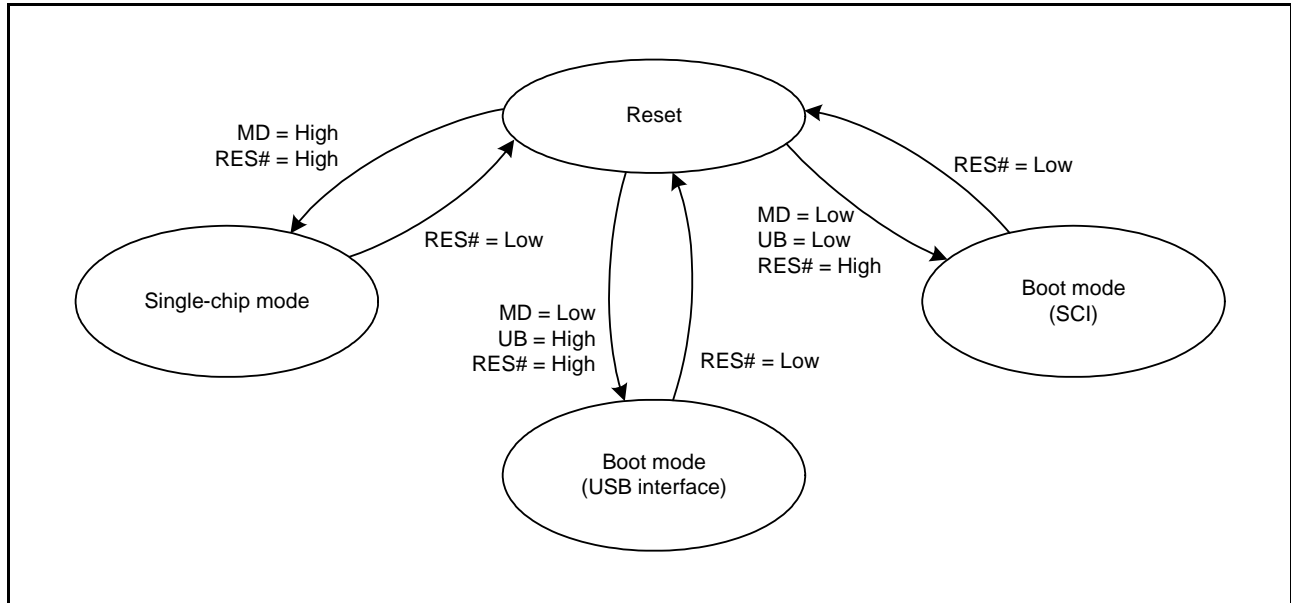 Reset
MD = High
RES# = High
RES# = Low
RES# = Low
MD = Low
UB = Low
RES# = High
Single-chip mode
Boot mode
(SCI)
MD = Low
UB = High
RES# = High
RES# = Low
Boot mode
(USB interface)